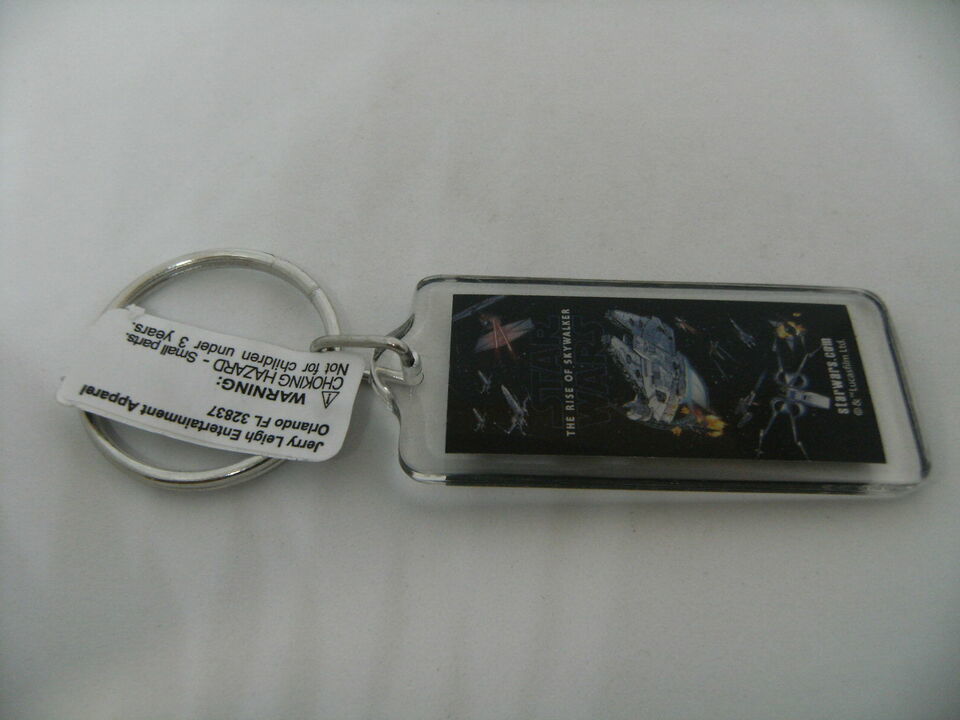 Jerry Leigh Entertainment Apparel
Orlando FL 32837
⚠ WARNING:
CHOKING HAZARD - Small parts.
Not for children under 3 years.
STAR
THE RISE OF SKYWALKER
WARS
starwars.com
® & ™ Lucasfilm Ltd.